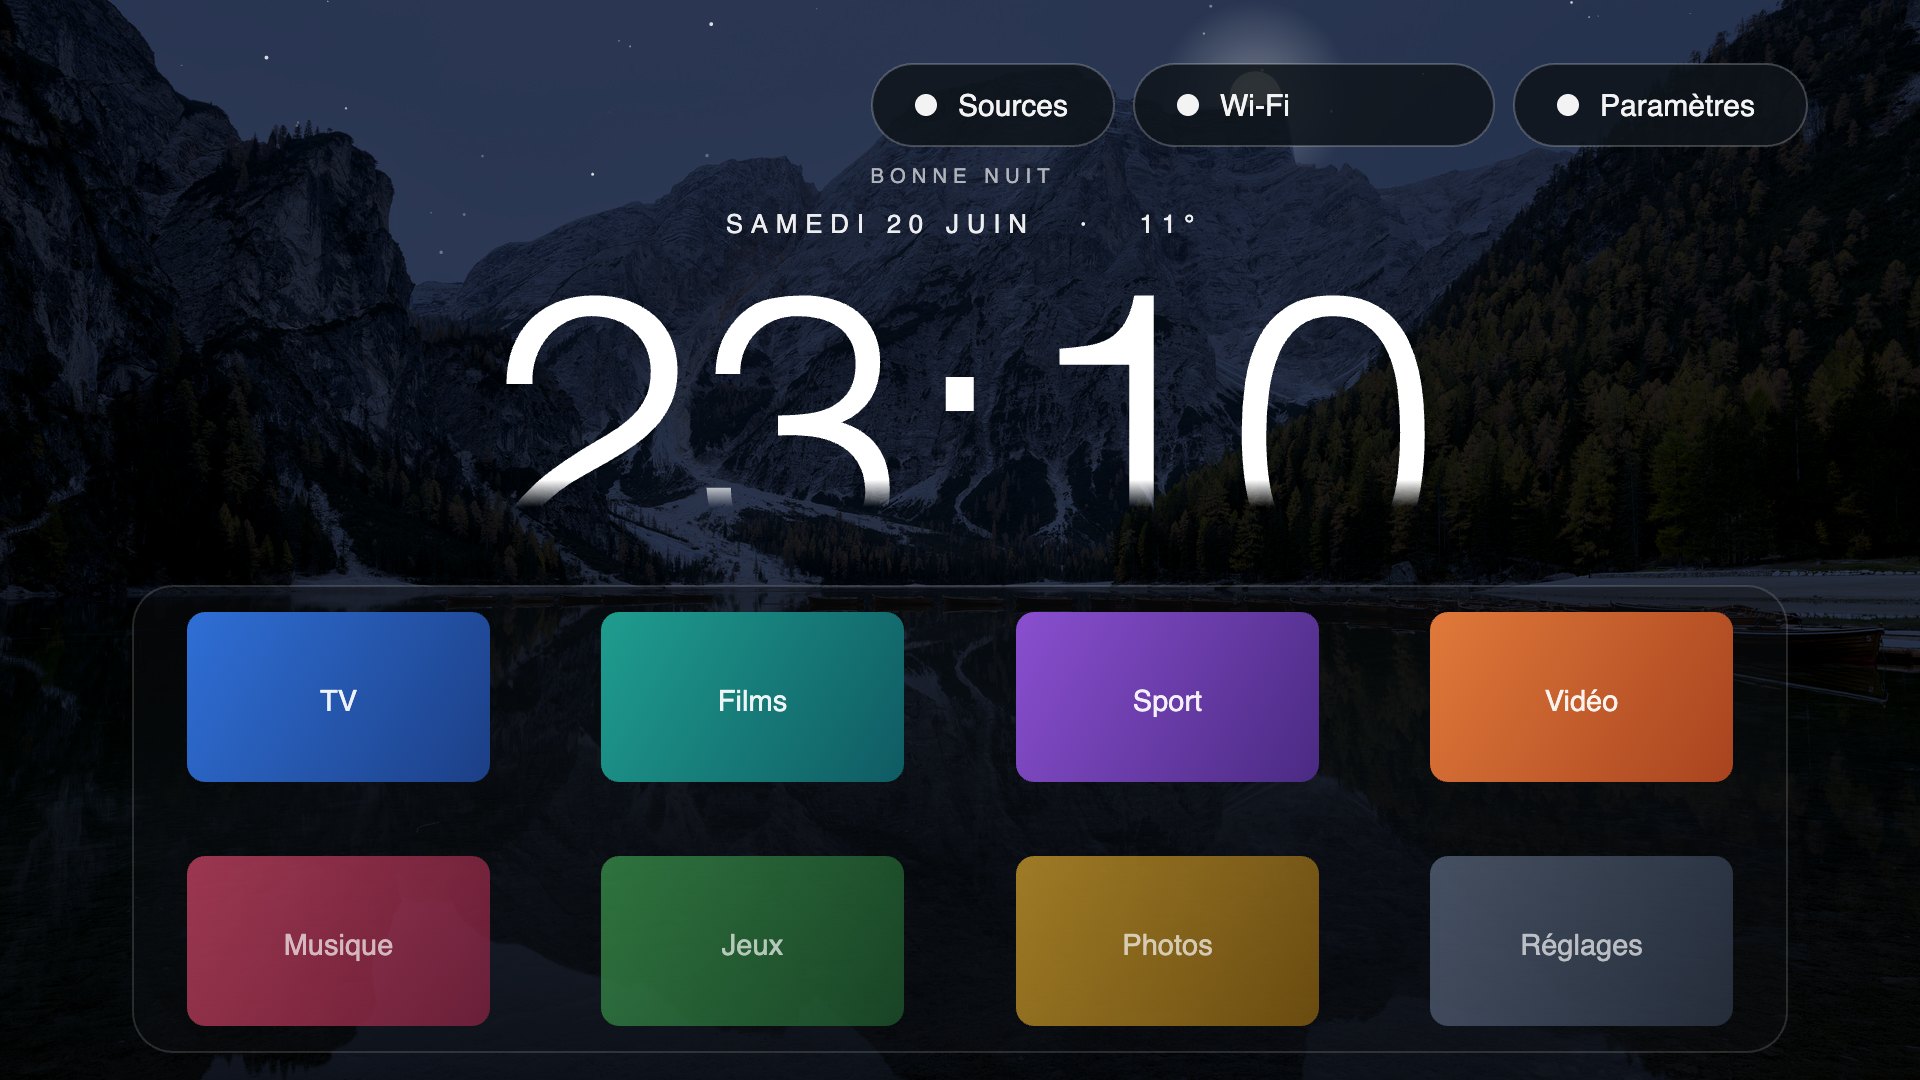 Sources
Wi-Fi
Paramètres
BONNE NUIT
SAMEDI 20 JUIN · 11°
23:10
TV
Films
Sport
Vidéo
Musique
Jeux
Photos
Réglages